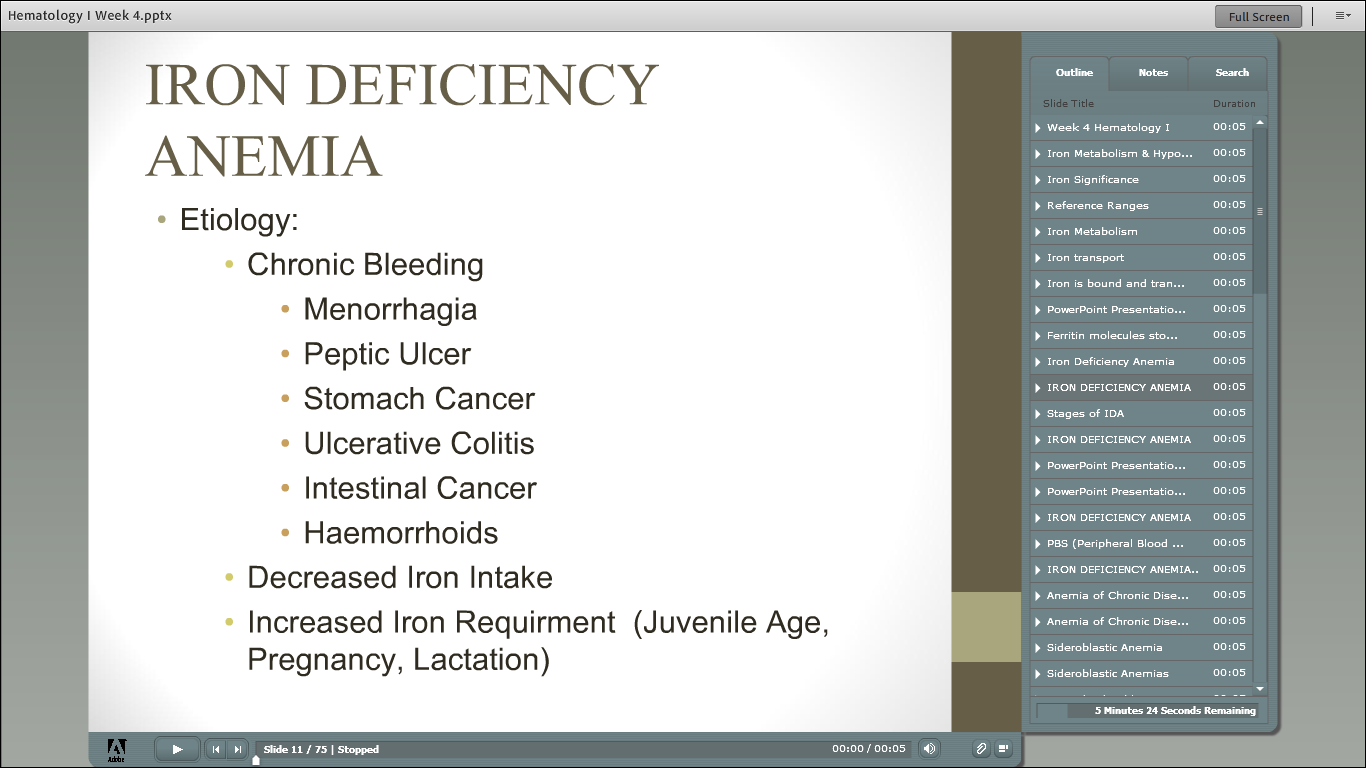 Hematology I Week 4.pptx
Full Screen
IRON DEFICIENCY
ANEMIA
• Etiology:
• Chronic Bleeding
• Menorrhagia
• Peptic Ulcer
• Stomach Cancer
• Ulcerative Colitis
• Intestinal Cancer
• Haemorrhoids
• Decreased Iron Intake
• Increased Iron Requirment (Juvenile Age,
Pregnancy, Lactation)
Outline Notes Search
Slide Title Duration
Week 4 Hematology I 00:05
Iron Metabolism & Hypo... 00:05
Iron Significance 00:05
Reference Ranges 00:05
Iron Metabolism 00:05
Iron transport 00:05
Iron is bound and tran... 00:05
PowerPoint Presentatio... 00:05
Ferritin molecules sto... 00:05
Iron Deficiency Anemia 00:05
IRON DEFICIENCY ANEMIA 00:05
Stages of IDA 00:05
IRON DEFICIENCY ANEMIA 00:05
PowerPoint Presentatio... 00:05
PowerPoint Presentatio... 00:05
IRON DEFICIENCY ANEMIA 00:05
PBS (Peripheral Blood ... 00:05
IRON DEFICIENCY ANEMIA.. 00:05
Anemia of Chronic Dise... 00:05
Anemia of Chronic Dise... 00:05
Sideroblastic Anemia 00:05
Sideroblastic Anemias 00:05
5 Minutes 24 Seconds Remaining
Adobe
Slide 11 / 75 | Stopped
00:00 / 00:05